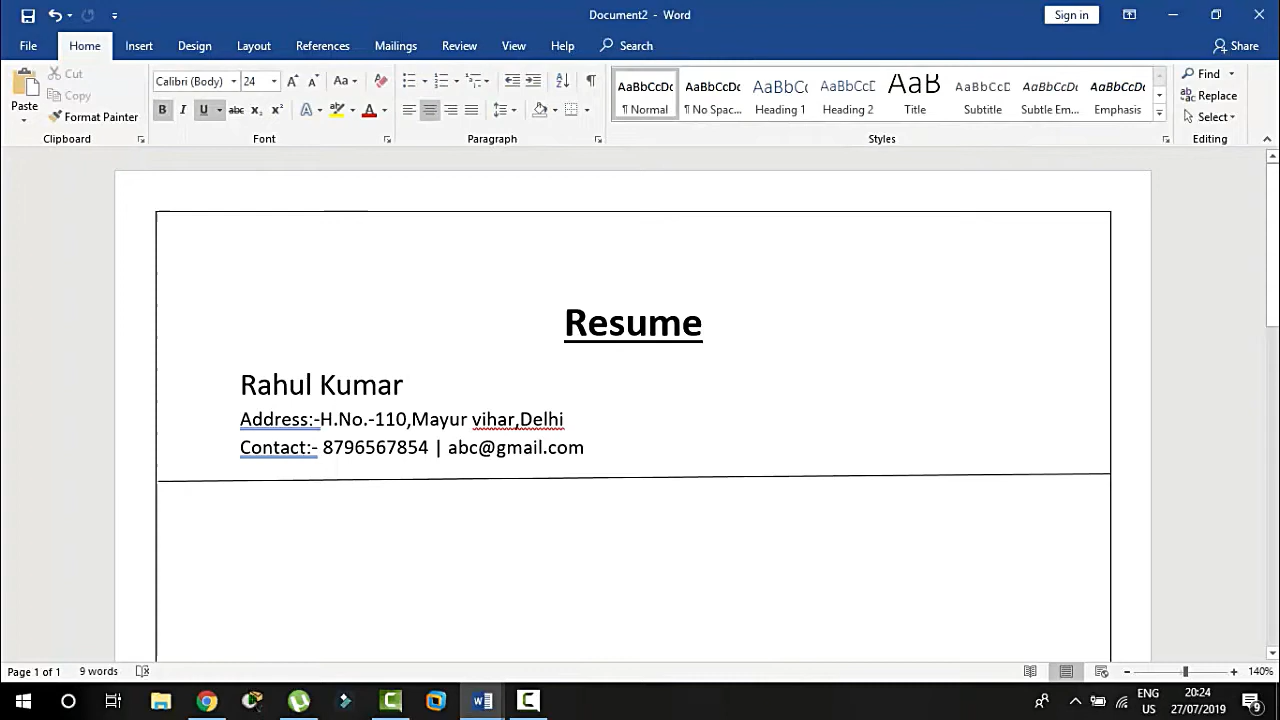 Document2 - Word
Sign in
File Home Insert Design Layout References Mailings Review View Help Search Share
Paste
Cut
Copy
Format Painter
Clipboard
Calibri (Body) 24
Font
Paragraph
AaBbCcDc AaBbCcDc AaBbCc AaBbCcD AaB AaBbCcD AaBbCcDc AaBbCcDc
¶ Normal ¶ No Spac... Heading 1 Heading 2 Title Subtitle Subtle Em... Emphasis
Styles
Find
Replace
Select
Editing
Resume
Rahul Kumar
Address:-H.No.-110,Mayur vihar,Delhi
Contact:- 8796567854 | abc@gmail.com
Page 1 of 1 9 words 140%
ENG
US
20:24
27/07/2019
9